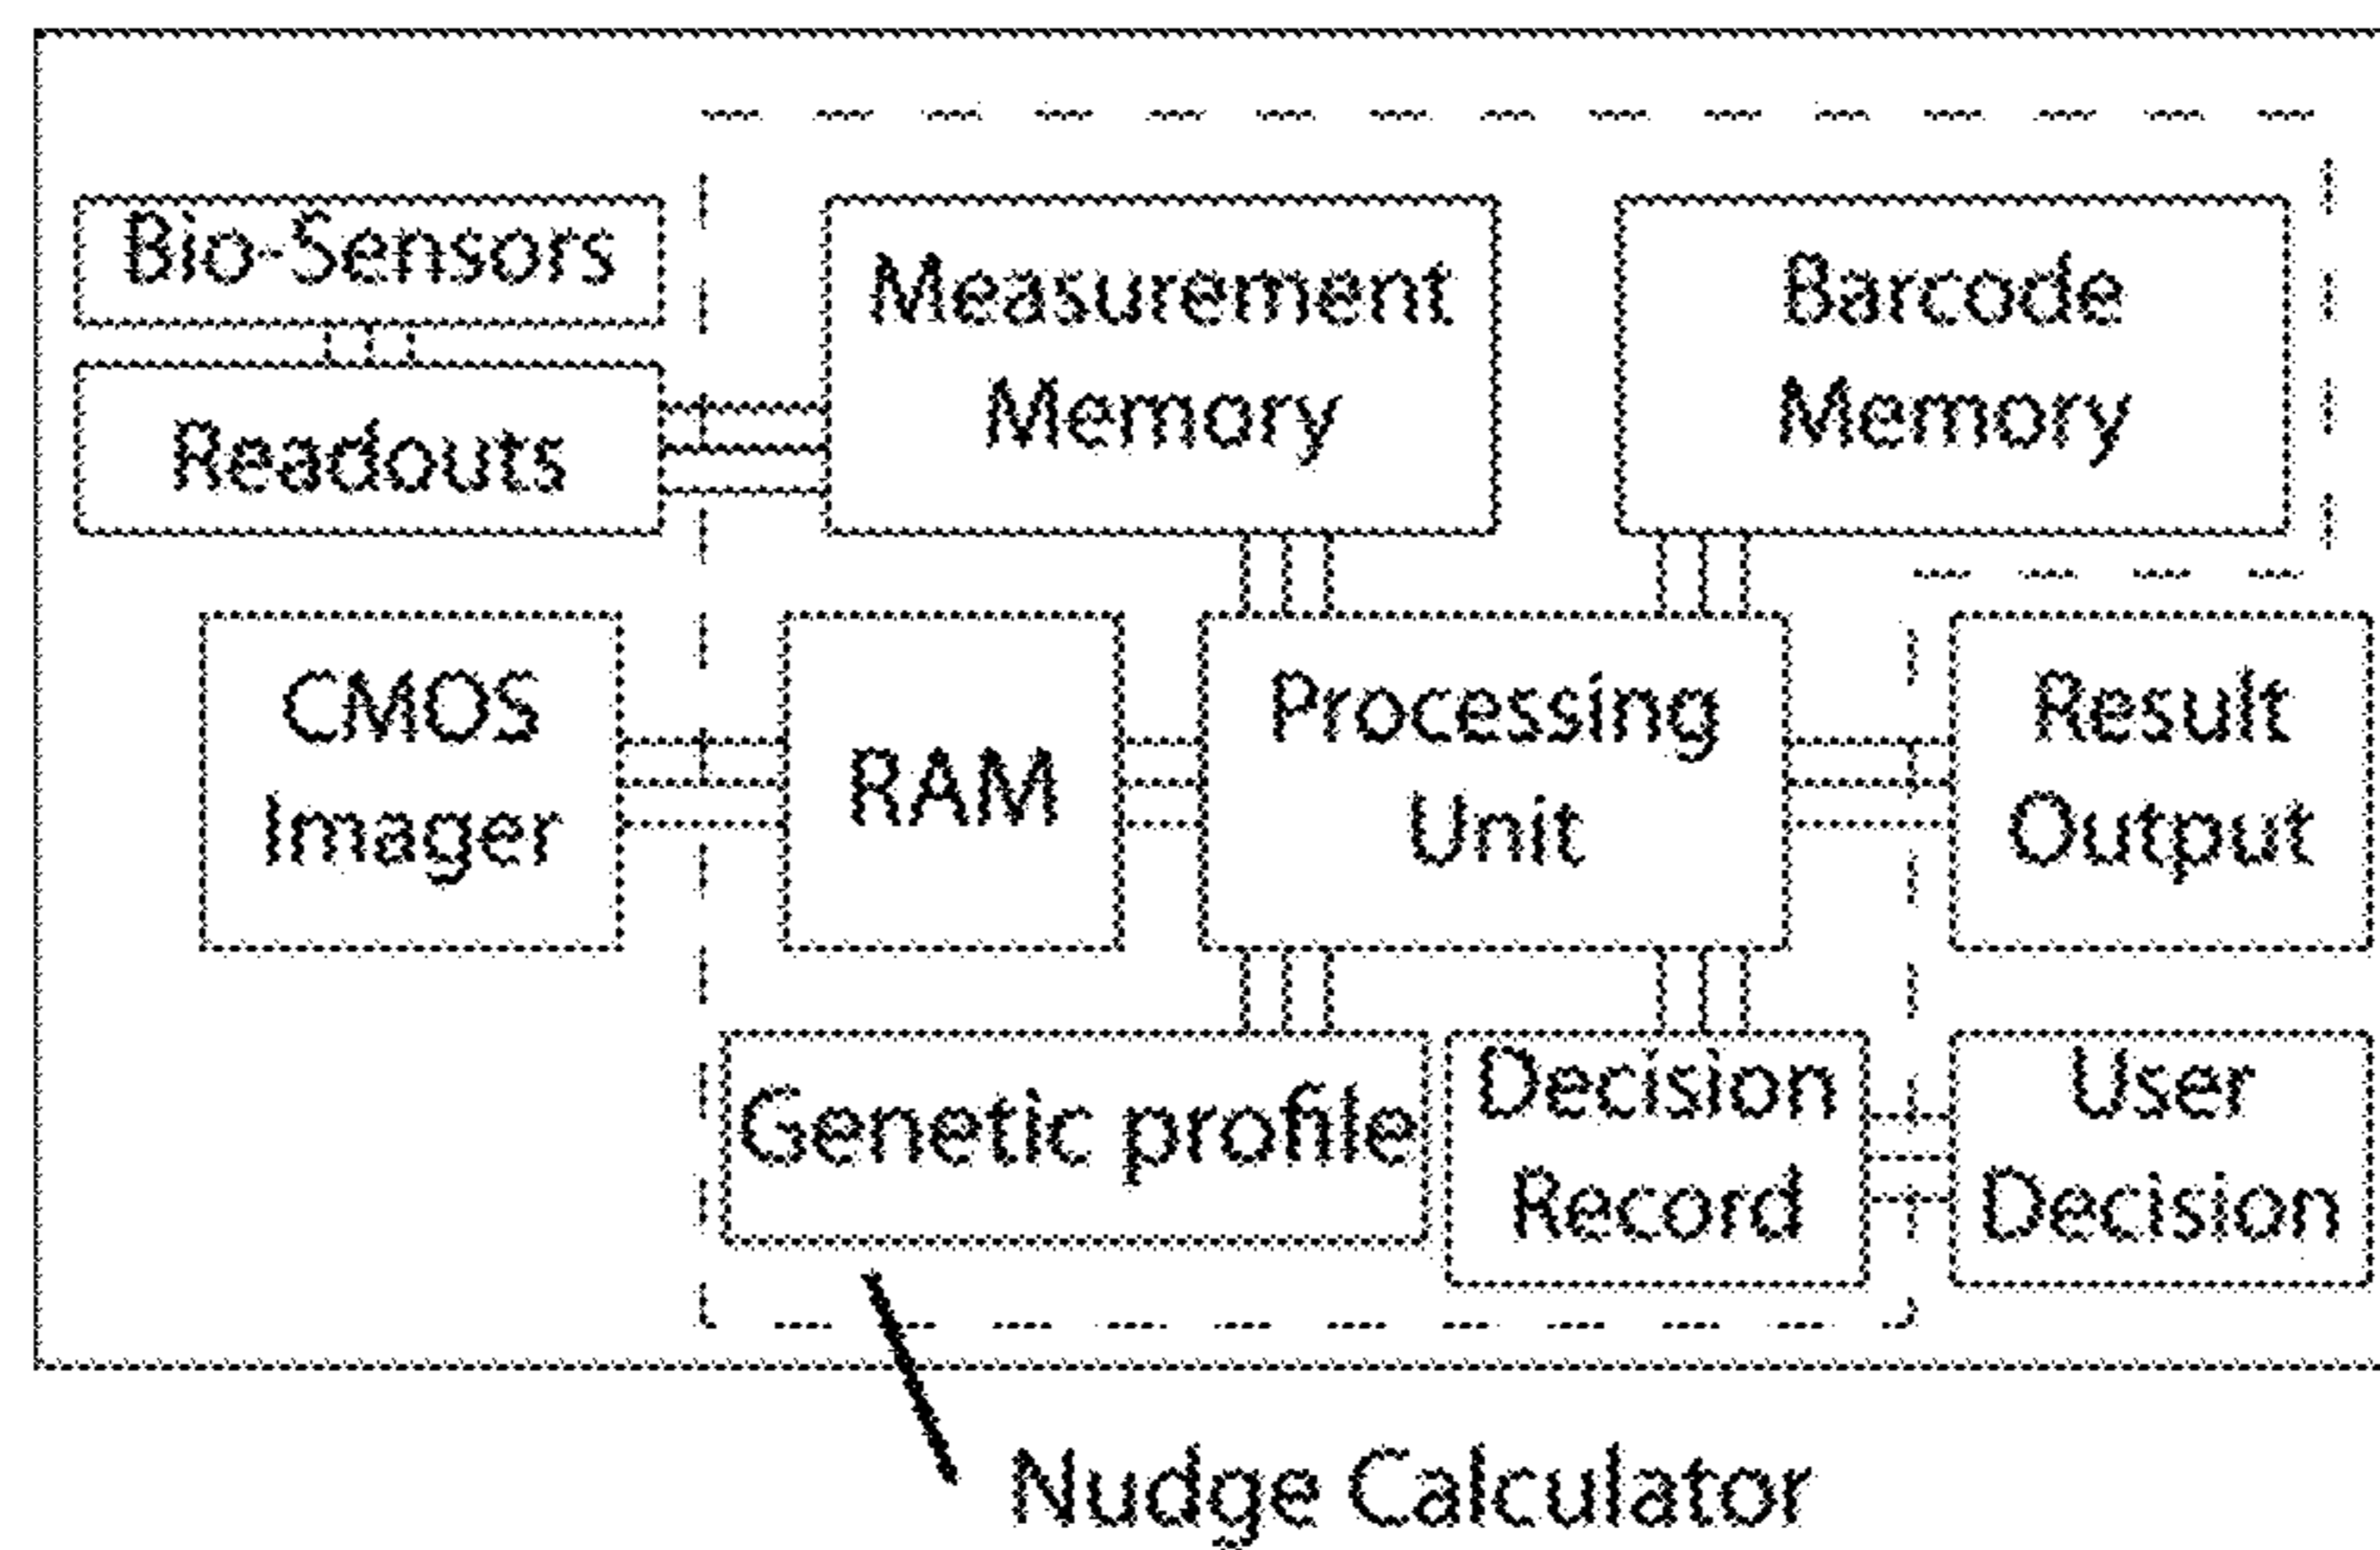 Bio-Sensors
Readouts
Measurement
Memory
Barcode
Memory
CMOS
Imager
RAM
Processing
Unit
Result
Output
Genetic profile
Decision
Record
User
Decision
Nudge Calculator